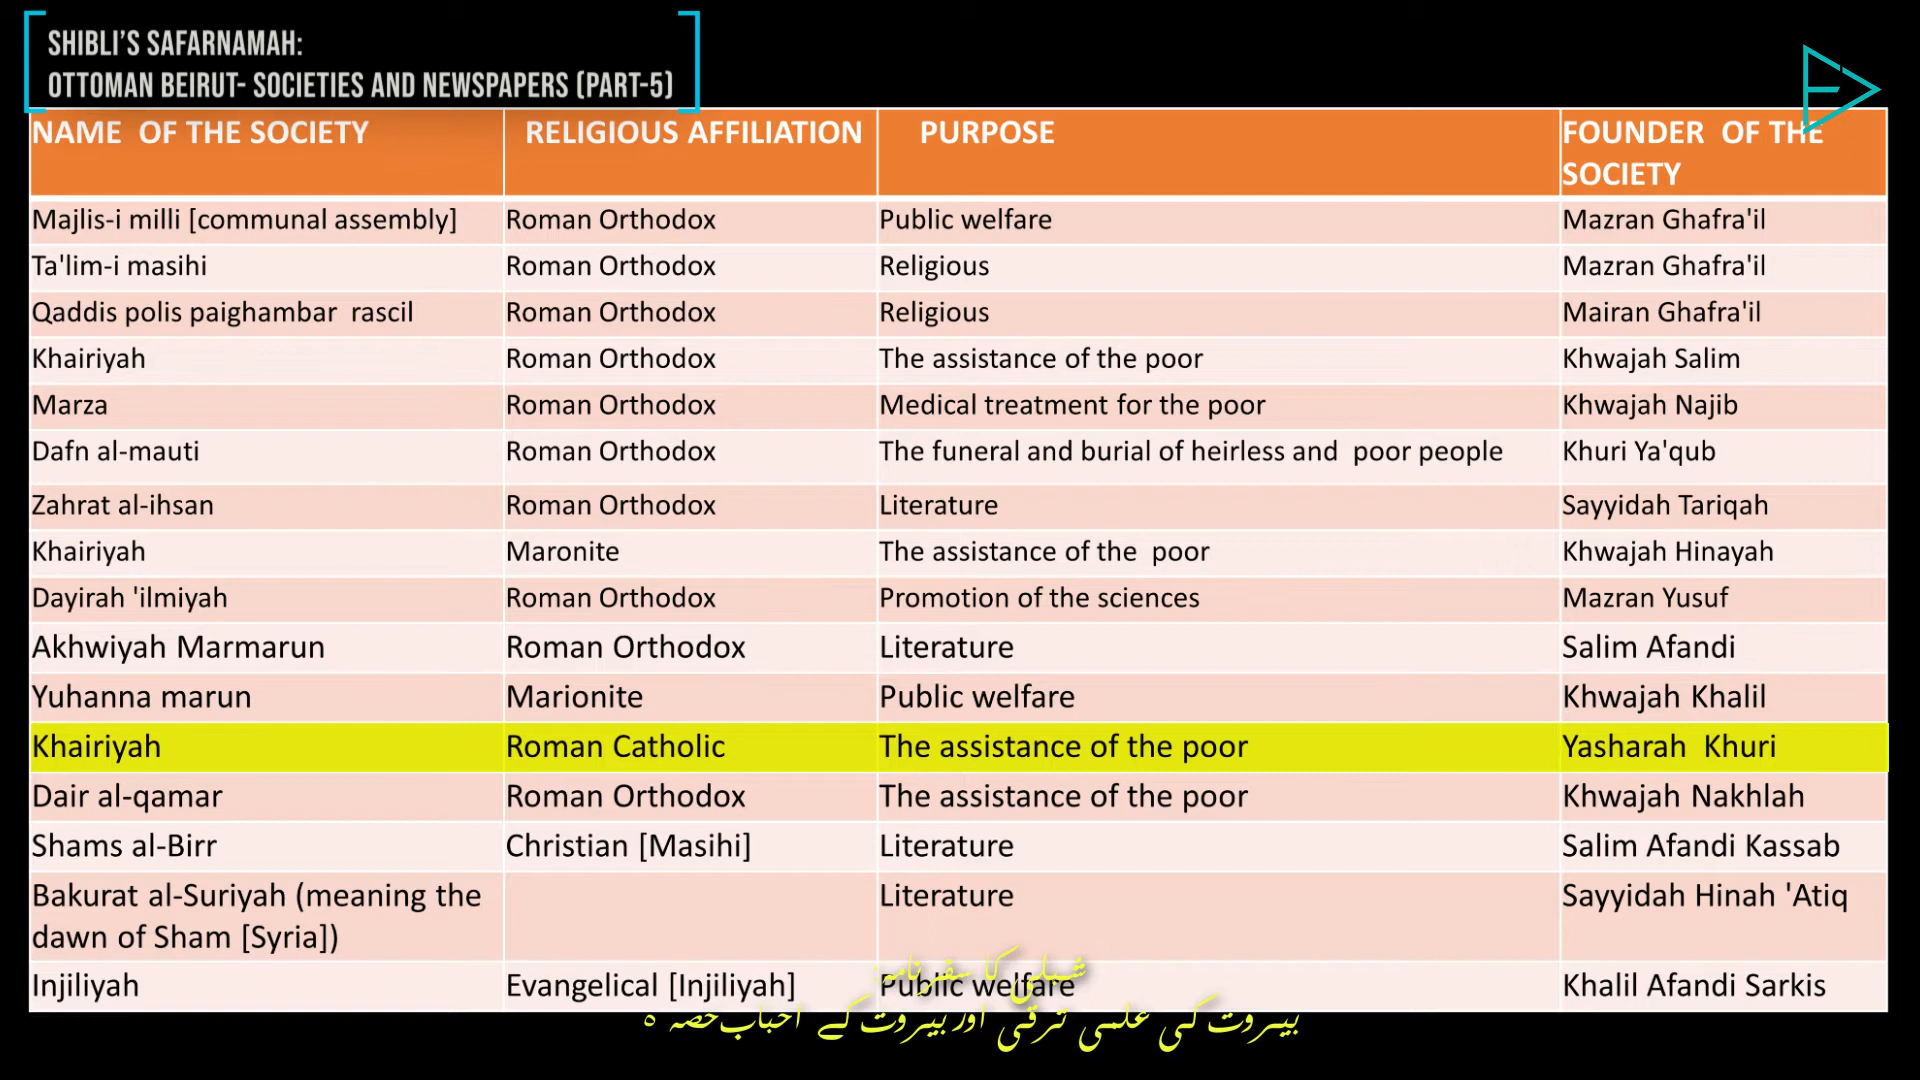 SHIBLI'S SAFARNAMAH:
OTTOMAN BEIRUT- SOCIETIES AND NEWSPAPERS (PART-5)
NAME OF THE SOCIETY RELIGIOUS AFFILIATION PURPOSE FOUNDER OF THE SOCIETY
Majlis-i milli [communal assembly] Roman Orthodox Public welfare Mazran Ghafra'il
Ta'lim-i masihi Roman Orthodox Religious Mazran Ghafra'il
Qaddis polis paighambar rascil Roman Orthodox Religious Mairan Ghafra'il
Khairiyah Roman Orthodox The assistance of the poor Khwajah Salim
Marza Roman Orthodox Medical treatment for the poor Khwajah Najib
Dafn al-mauti Roman Orthodox The funeral and burial of heirless and poor people Khuri Ya'qub
Zahrat al-ihsan Roman Orthodox Literature Sayyidah Tariqah
Khairiyah Maronite The assistance of the poor Khwajah Hinayah
Dayirah 'ilmiyah Roman Orthodox Promotion of the sciences Mazran Yusuf
Akhwiyah Marmarun Roman Orthodox Literature Salim Afandi
Yuhanna marun Marionite Public welfare Khwajah Khalil
Khairiyah Roman Catholic The assistance of the poor Yasharah Khuri
Dair al-qamar Roman Orthodox The assistance of the poor Khwajah Nakhlah
Shams al-Birr Christian [Masihi] Literature Salim Afandi Kassab
Bakurat al-Suriyah (meaning the dawn of Sham [Syria]) Literature Sayyidah Hinah 'Atiq
Injiliyah Evangelical [Injiliyah] Public welfare Khalil Afandi Sarkis
شبلی کا سفرنامہ:
بیروت کی علمی ترقی اور بیروت کے احباب حصہ ۵